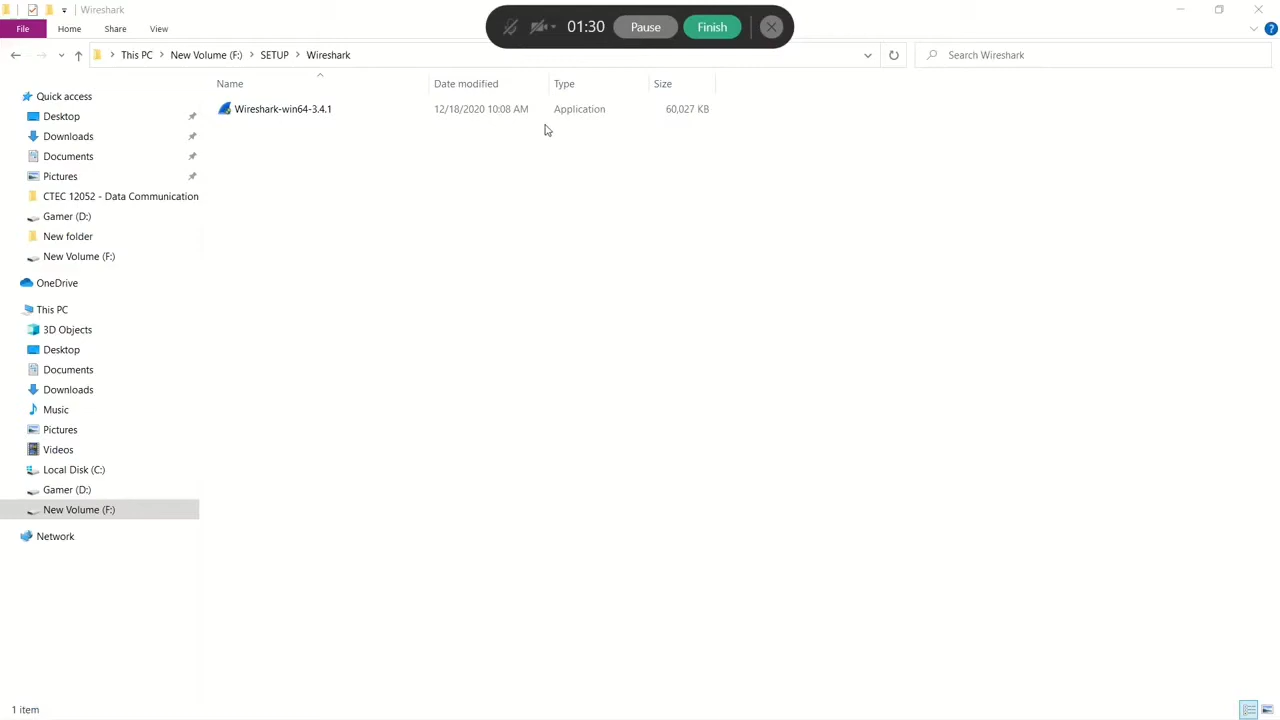 Wireshark
01:30
Pause
Finish
File
Home
Share
View
This PC
New Volume (F:)
SETUP
Wireshark
Search Wireshark
Name
Date modified
Type
Size
Wireshark-win64-3.4.1
12/18/2020 10:08 AM
Application
60,027 KB
Quick access
Desktop
Downloads
Documents
Pictures
CTEC 12052 - Data Communication
Gamer (D:)
New folder
New Volume (F:)
OneDrive
This PC
3D Objects
Desktop
Documents
Downloads
Music
Pictures
Videos
Local Disk (C:)
Gamer (D:)
New Volume (F:)
Network
1 item